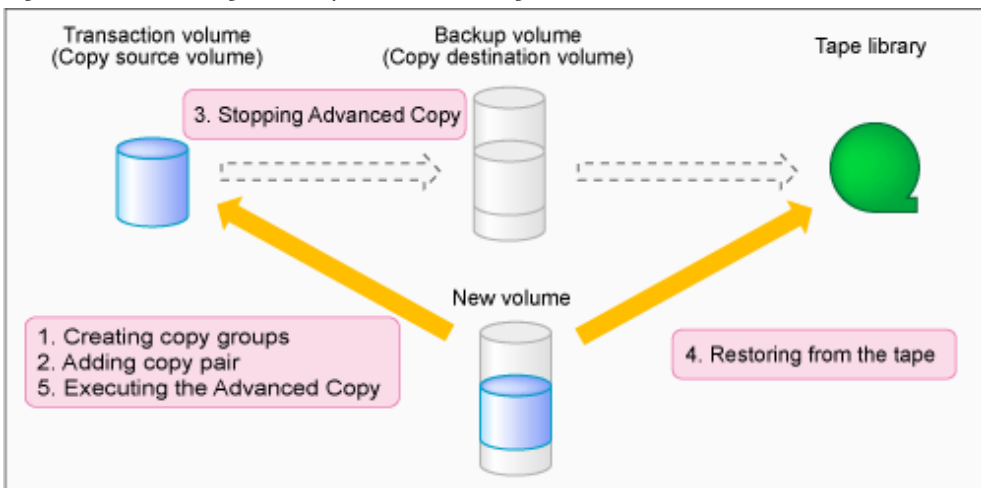 Transaction volume
(Copy source volume)
Backup volume
(Copy destination volume)
Tape library
3. Stopping Advanced Copy
New volume
1. Creating copy groups
2. Adding copy pair
5. Executing the Advanced Copy
4. Restoring from the tape